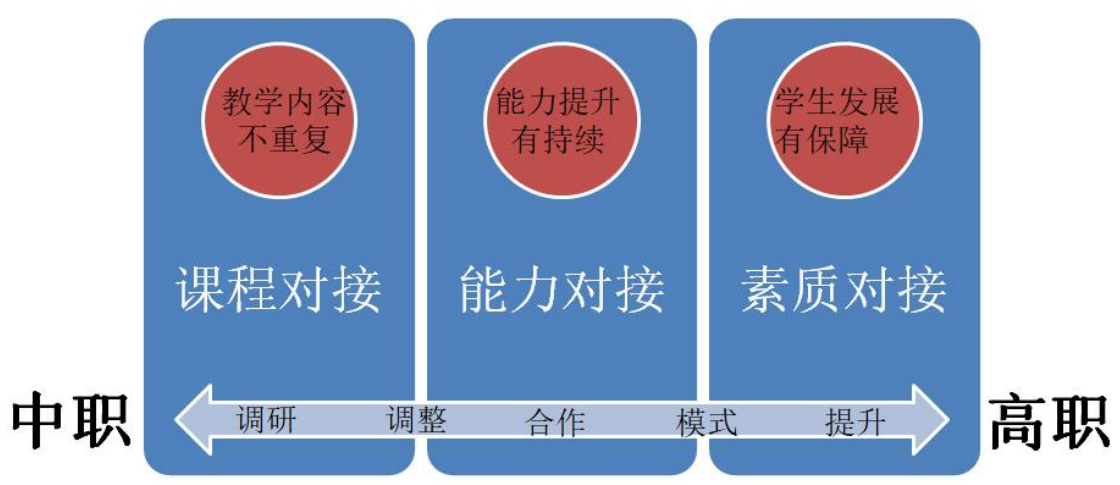 教学内容
不重复
能力提升
有持续
学生发展
有保障
课程对接
能力对接
素质对接
中职
调研 调整 合作 模式 提升
高职